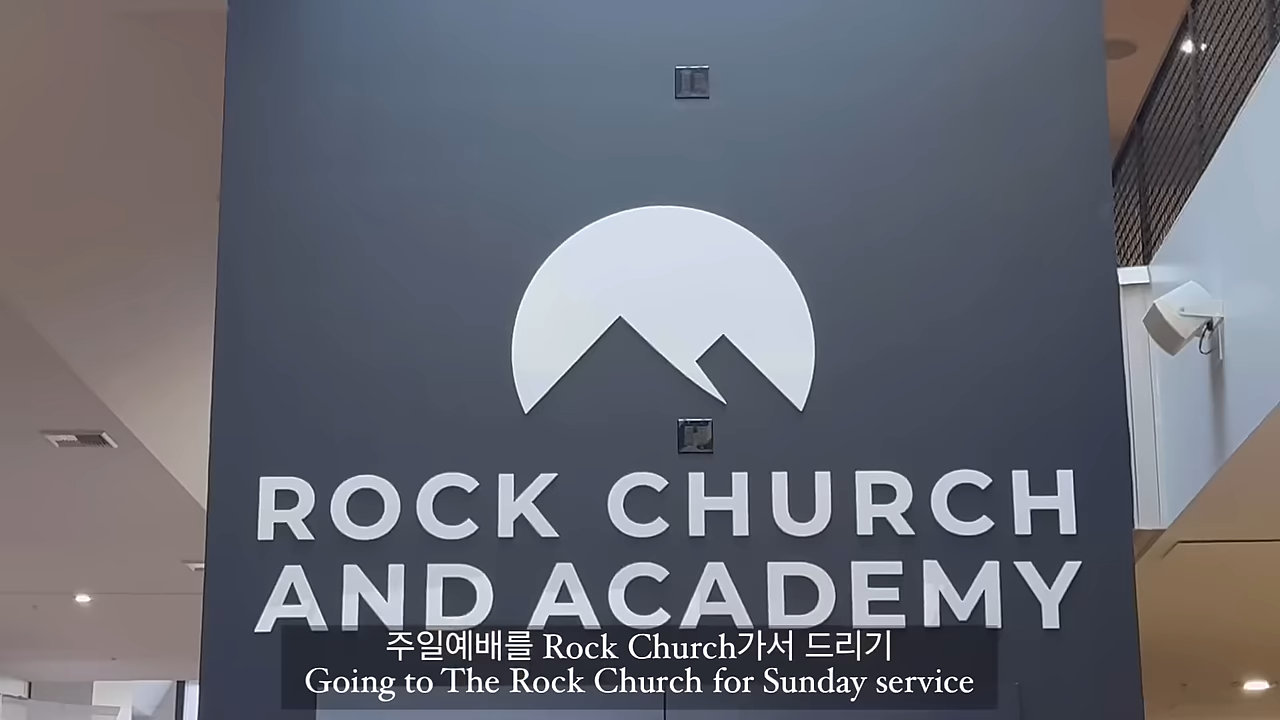 ROCK CHURCH
AND ACADEMY
주일예배를 Rock Church가서 드리기
Going to The Rock Church for Sunday service